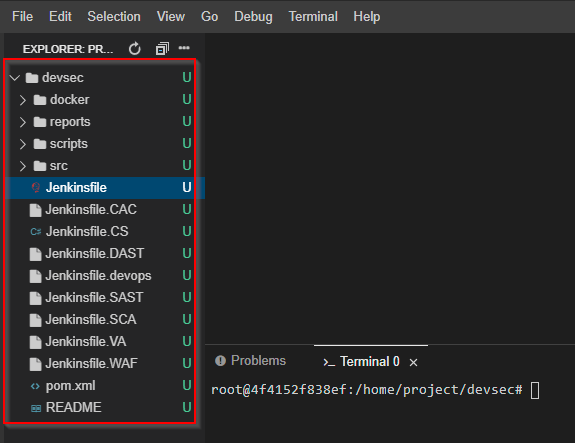 File Edit Selection View Go Debug Terminal Help
EXPLORER: PR...
devsec U
docker U
reports U
scripts U
src U
Jenkinsfile U
Jenkinsfile.CAC U
C# Jenkinsfile.CS U
Jenkinsfile.DAST U
Jenkinsfile.devops U
Jenkinsfile.SAST U
Jenkinsfile.SCA U
Jenkinsfile.VA U
Jenkinsfile.WAF U
pom.xml U
README U
Problems >_ Terminal 0 ×
root@4f4152f838ef:/home/project/devsec#